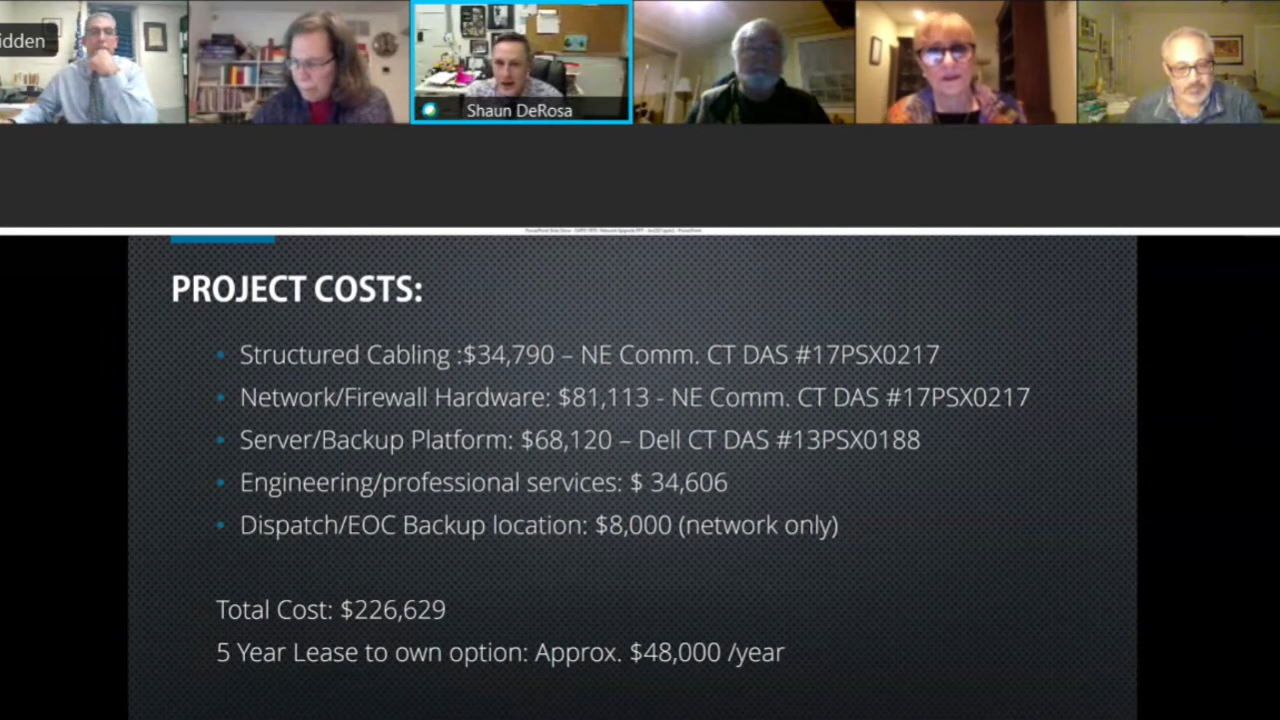 idden
Shaun DeRosa
PROJECT COSTS:
• Structured Cabling :$34,790 – NE Comm. CT DAS #17PSX0217
• Network/Firewall Hardware: $81,113 - NE Comm. CT DAS #17PSX0217
• Server/Backup Platform: $68,120 – Dell CT DAS #13PSX0188
• Engineering/professional services: $ 34,606
• Dispatch/EOC Backup location: $8,000 (network only)
Total Cost: $226,629
5 Year Lease to own option: Approx. $48,000 /year